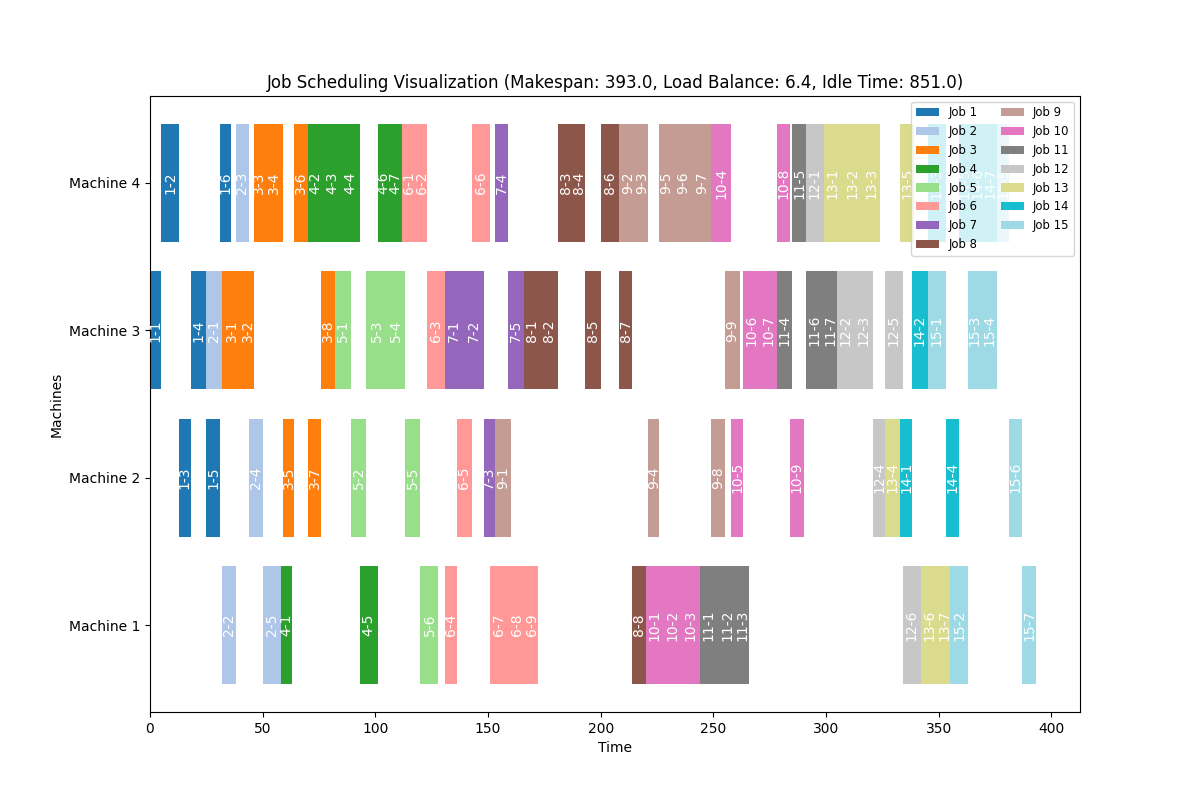 Job Scheduling Visualization (Makespan: 393.0, Load Balance: 6.4, Idle Time: 851.0)
Job 1 Job 9
Job 2 Job 10
Job 3 Job 11
Job 4 Job 12
Job 5 Job 13
Job 6 Job 14
Job 7 Job 15
Job 8
Machine 4
1-2 1-6 2-3 3-3 3-4 3-6 4-2 4-3 4-4 4-6 4-7 6-1 6-2 6-6 7-4 8-3 8-4 8-6 9-2 9-3 9-5 9-6 9-7 10-4 10-8 11-5 12-1 13-1 13-2 13-3 13-5
Machine 3
1-1 1-4 2-1 3-1 3-2 3-8 5-1 5-3 5-4 6-3 7-1 7-2 7-5 8-1 8-2 8-5 8-7 9-9 10-6 10-7 11-4 11-6 11-7 12-2 12-3 12-5 14-2 15-1 15-3 15-4
Machine 2
1-3 1-5 2-4 3-5 3-7 5-2 5-5 6-5 7-3 9-1 9-4 9-8 10-5 10-9 12-4 13-4 14-1 14-4 15-6
Machine 1
2-2 2-5 4-1 4-5 5-6 6-4 6-7 6-8 6-9 8-8 10-1 10-2 10-3 11-1 11-2 11-3 12-6 13-6 13-7 15-2 15-7
Machines
0 50 100 150 200 250 300 350 400
Time